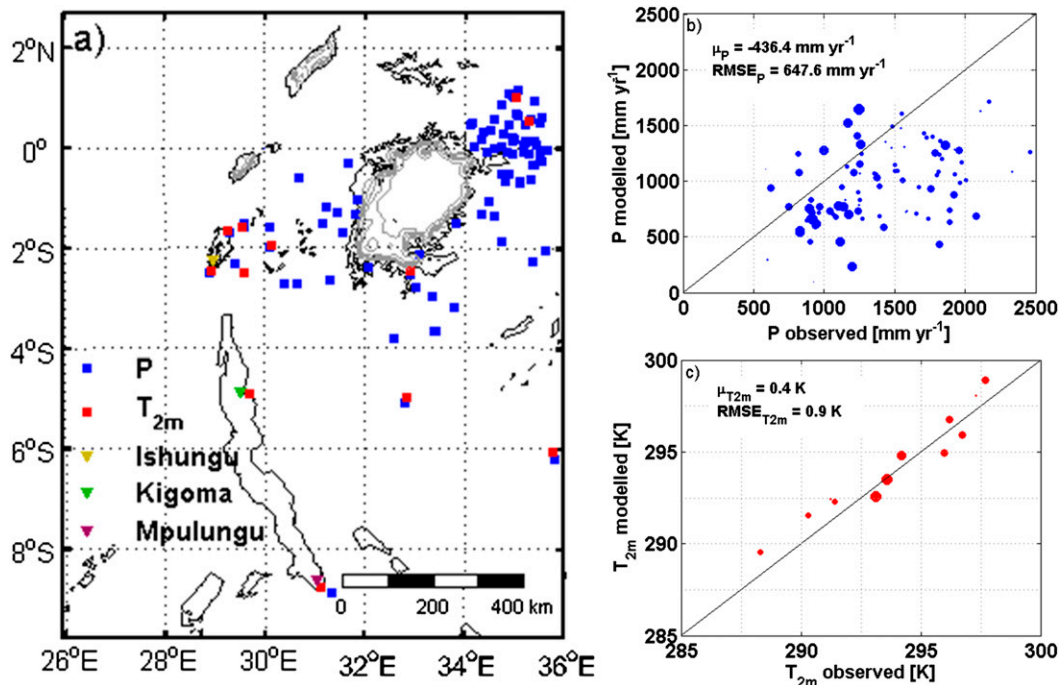 a)
2°N
0°
2°S
4°S
6°S
8°S
26°E 28°E 30°E 32°E 34°E 36°E
P
T2m
Ishungu
Kigoma
Mpulungu
0 200 400 km
b)
μP = -436.4 mm yr-1
RMSEP = 647.6 mm yr-1
P modelled [mm yr-1]
2500
2000
1500
1000
500
0
0 500 1000 1500 2000 2500
P observed [mm yr-1]
c)
μT2m = 0.4 K
RMSET2m = 0.9 K
T2m modelled [K]
300
295
290
285
285 290 295 300
T2m observed [K]